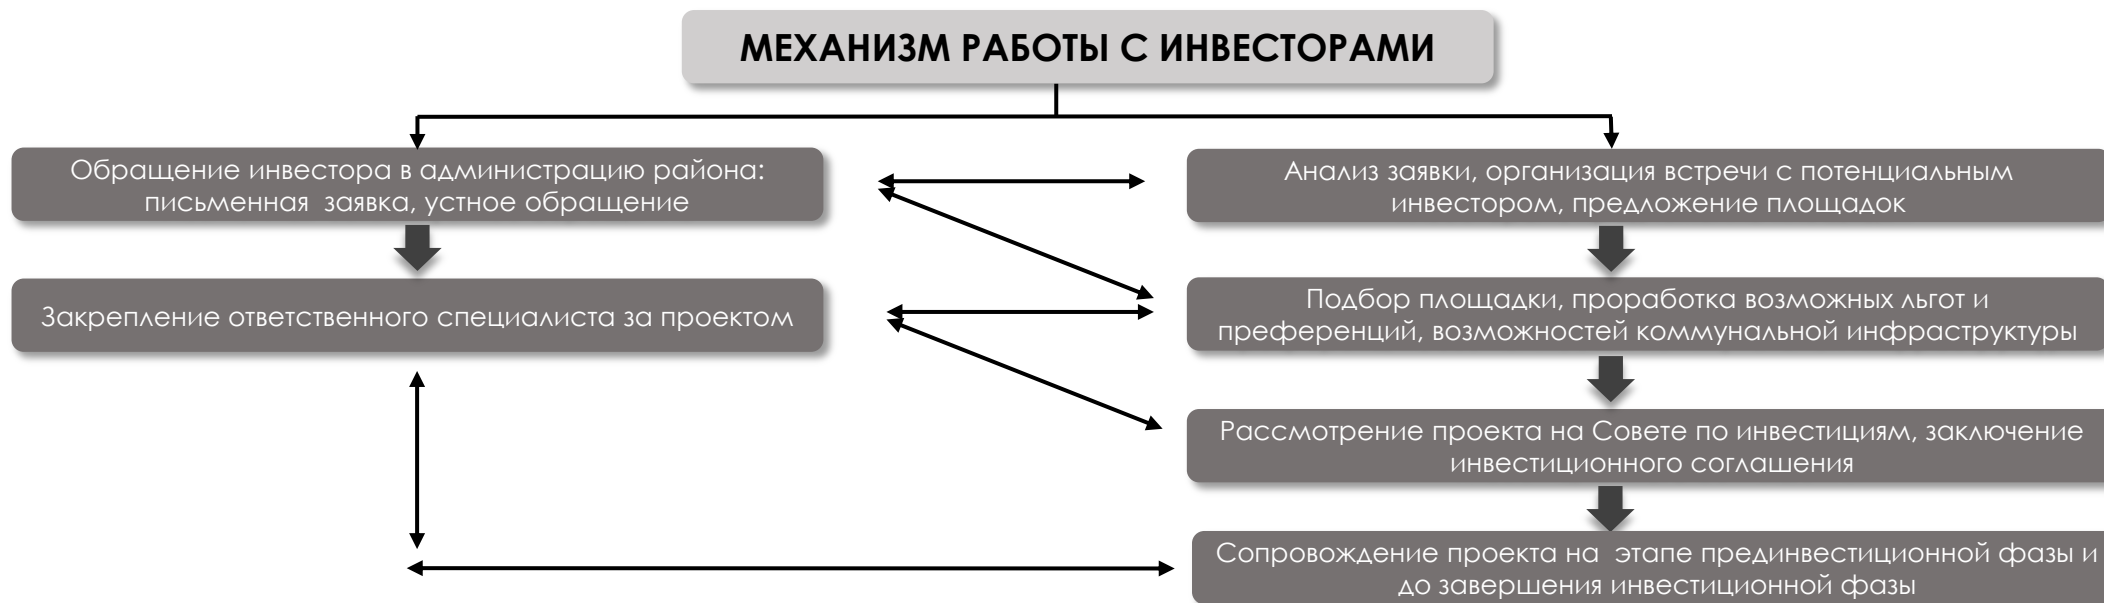 МЕХАНИЗМ РАБОТЫ С ИНВЕСТОРАМИ
Обращение инвестора в администрацию района:
письменная заявка, устное обращение
Анализ заявки, организация встречи с потенциальным
инвестором, предложение площадок
Закрепление ответственного специалиста за проектом
Подбор площадки, проработка возможных льгот и
преференций, возможностей коммунальной инфраструктуры
Рассмотрение проекта на Совете по инвестициям, заключение
инвестиционного соглашения
Сопровождение проекта на этапе прединвестиционной фазы и
до завершения инвестиционной фазы